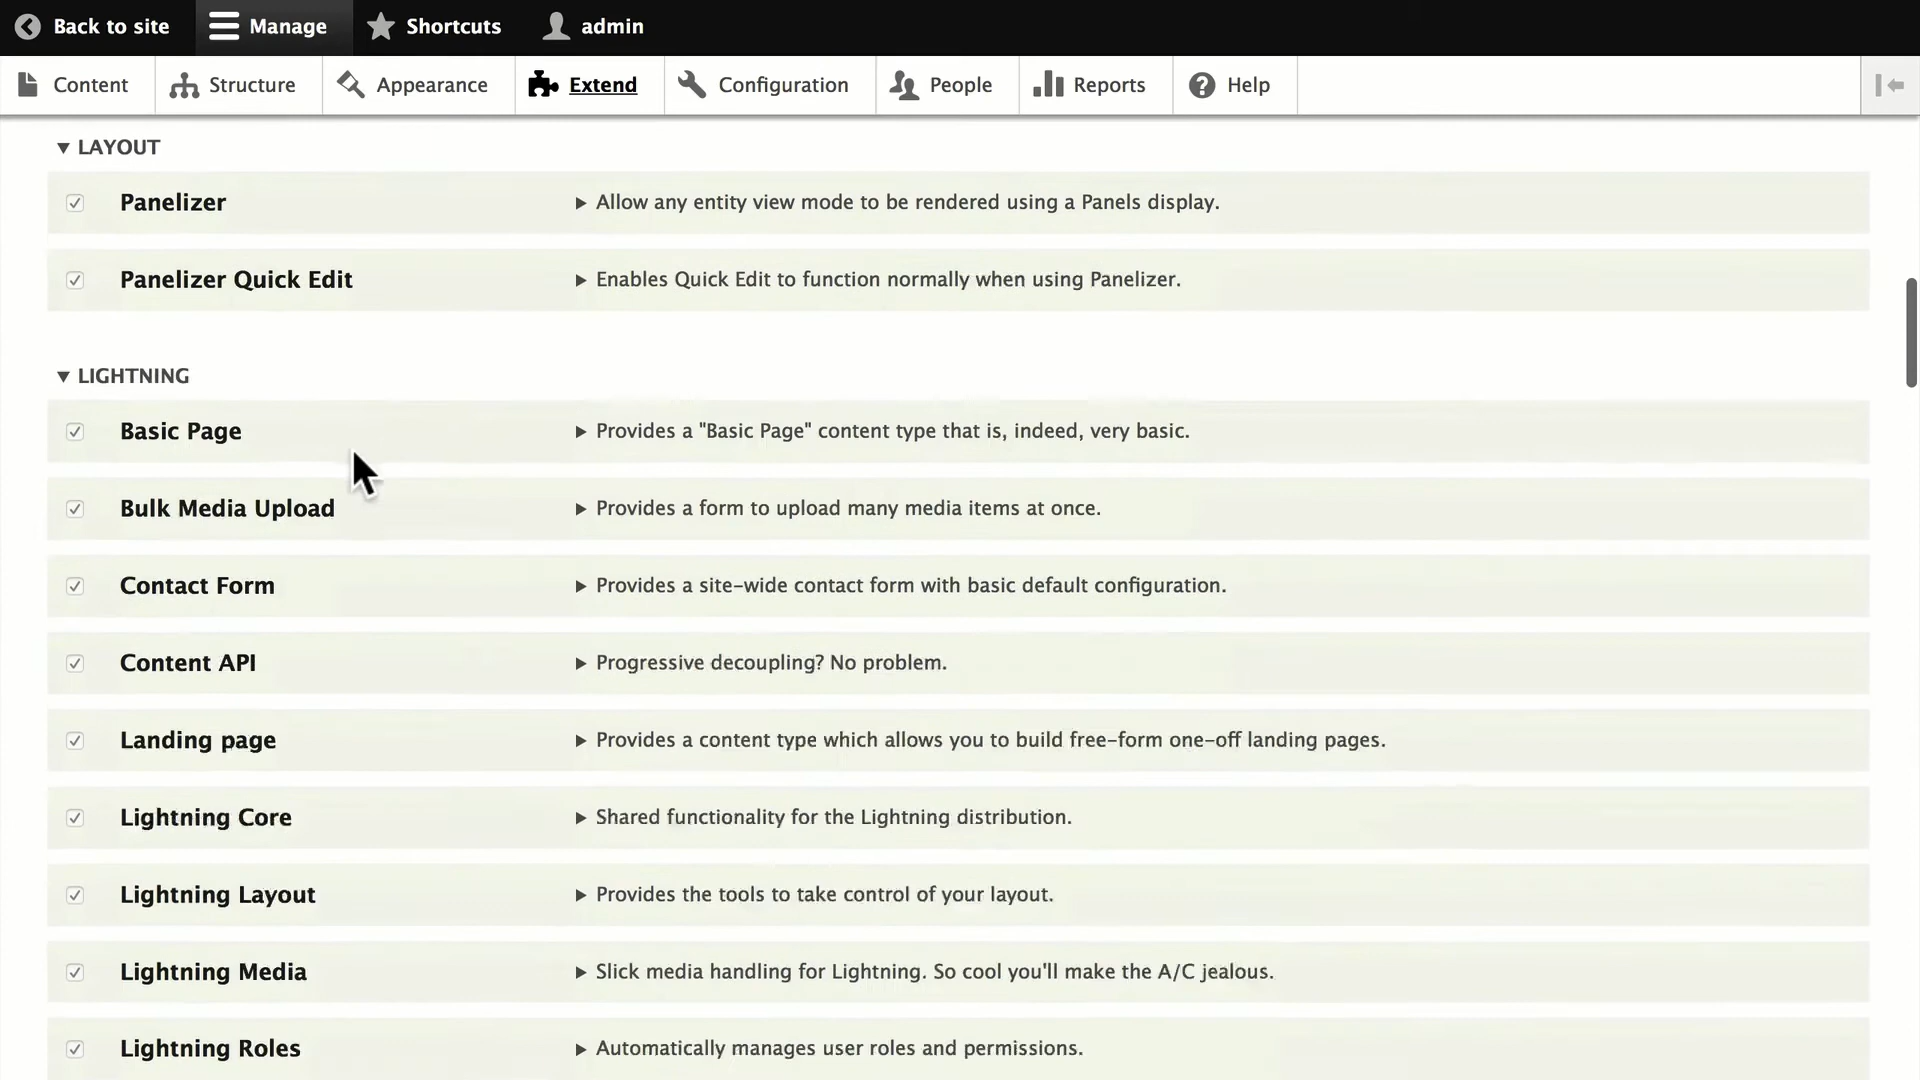 Back to site Manage Shortcuts admin
Content Structure Appearance Extend Configuration People Reports Help
LAYOUT
Panelizer Allow any entity view mode to be rendered using a Panels display.
Panelizer Quick Edit Enables Quick Edit to function normally when using Panelizer.
LIGHTNING
Basic Page Provides a "Basic Page" content type that is, indeed, very basic.
Bulk Media Upload Provides a form to upload many media items at once.
Contact Form Provides a site-wide contact form with basic default configuration.
Content API Progressive decoupling? No problem.
Landing page Provides a content type which allows you to build free-form one-off landing pages.
Lightning Core Shared functionality for the Lightning distribution.
Lightning Layout Provides the tools to take control of your layout.
Lightning Media Slick media handling for Lightning. So cool you'll make the A/C jealous.
Lightning Roles Automatically manages user roles and permissions.